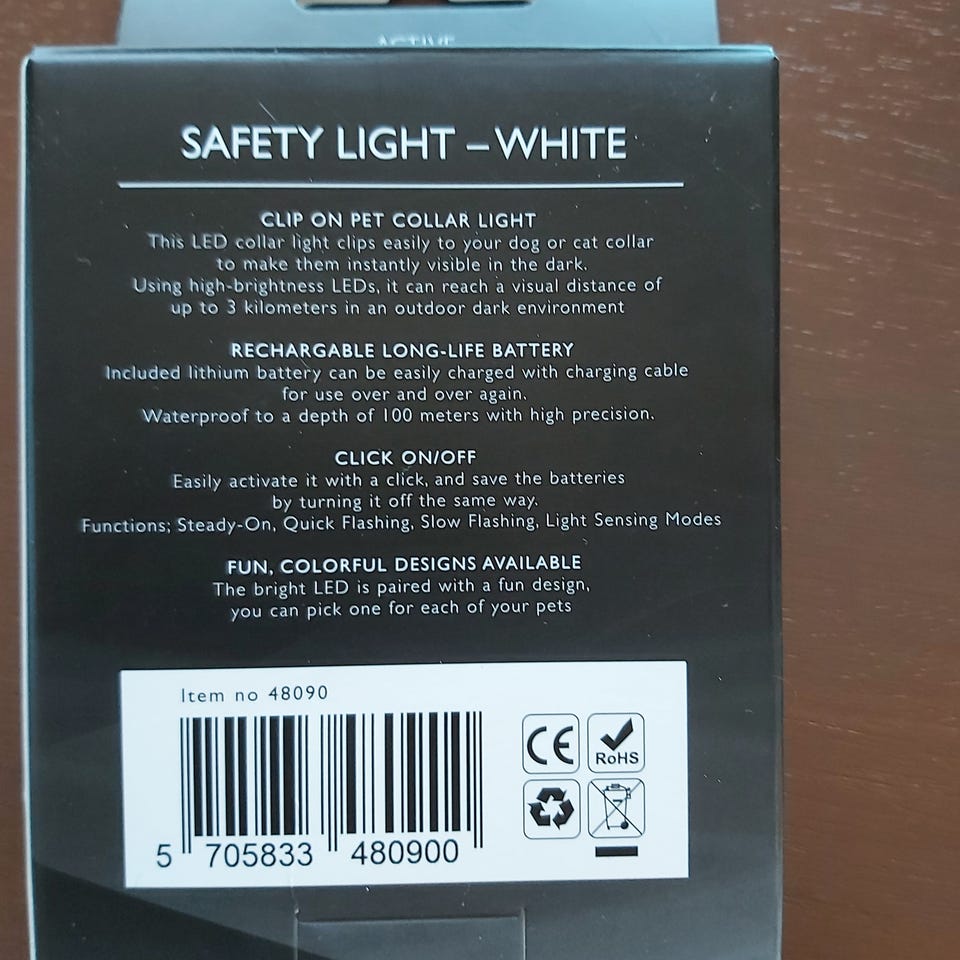 ACTIVE
SAFETY LIGHT – WHITE
CLIP ON PET COLLAR LIGHT
This LED collar light clips easily to your dog or cat collar
to make them instantly visible in the dark.
Using high-brightness LEDs, it can reach a visual distance of
up to 3 kilometers in an outdoor dark environment
RECHARGABLE LONG-LIFE BATTERY
Included lithium battery can be easily charged with charging cable
for use over and over again.
Waterproof to a depth of 100 meters with high precision.
CLICK ON/OFF
Easily activate it with a click, and save the batteries
by turning it off the same way.
Functions; Steady-On, Quick Flashing, Slow Flashing, Light Sensing Modes
FUN, COLORFUL DESIGNS AVAILABLE
The bright LED is paired with a fun design,
you can pick one for each of your pets
Item no 48090
CE
RoHS
5 705833 480900